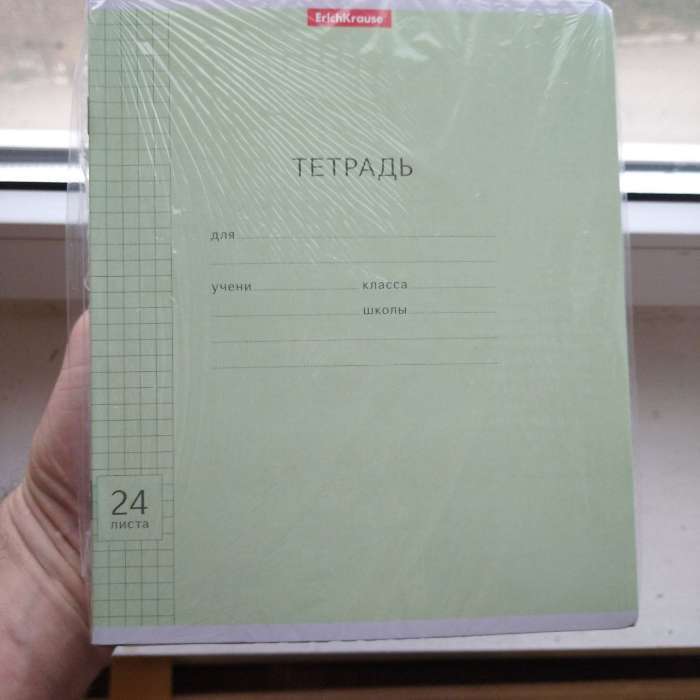 ErichKrause
ТЕТРАДЬ
для
учени класса
школы
24
листа